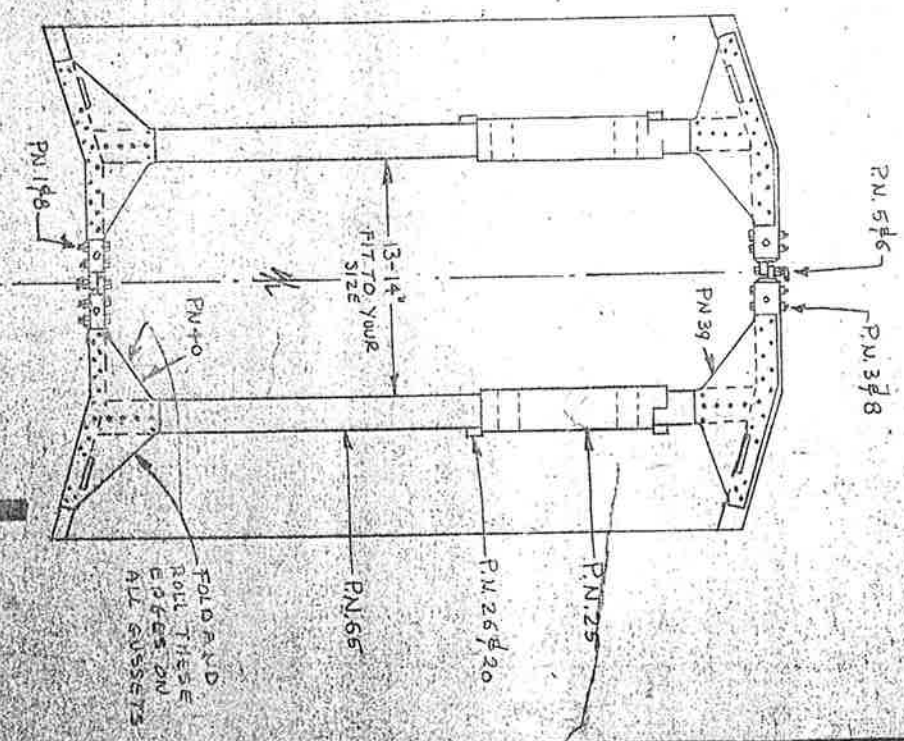 P.N. 5&6
P.N. 3&8
PN 1&8
13-14"
FIT TO YOUR
SIZE
PN 39
PN 40
P.N. 25
P.N. 26&20
P.N. 65
FOLD AND
ROLL THESE
EDGES ON
ALL GUSSETS